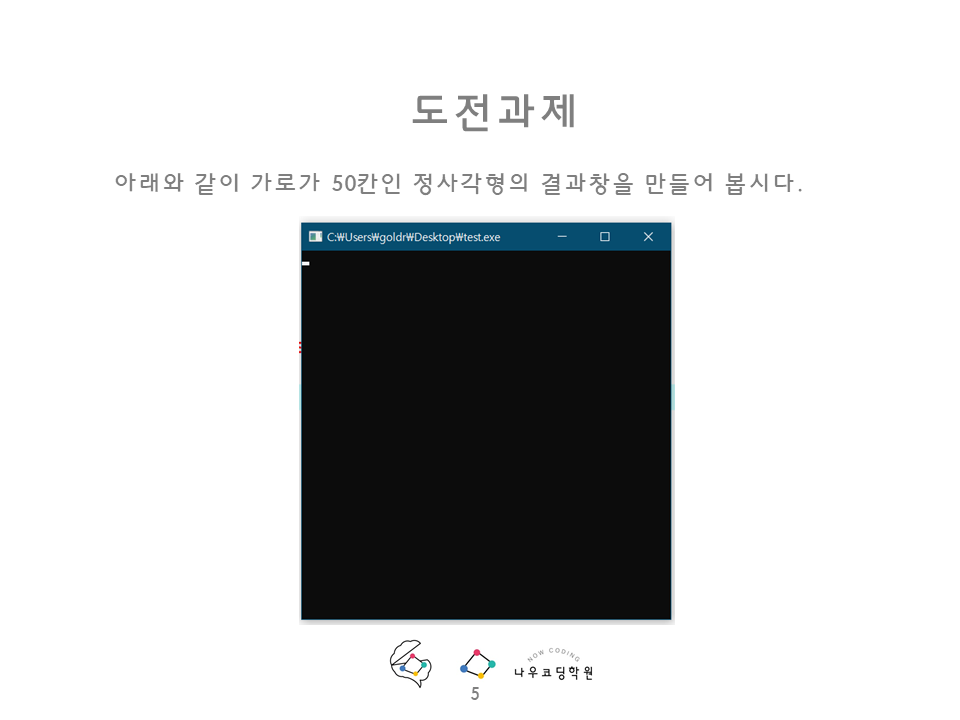 도전과제
아래와 같이 가로가 50칸인 정사각형의 결과창을 만들어 봅시다.
C:₩Users₩goldr₩Desktop₩test.exe
NOW CODING
나우코딩학원
5